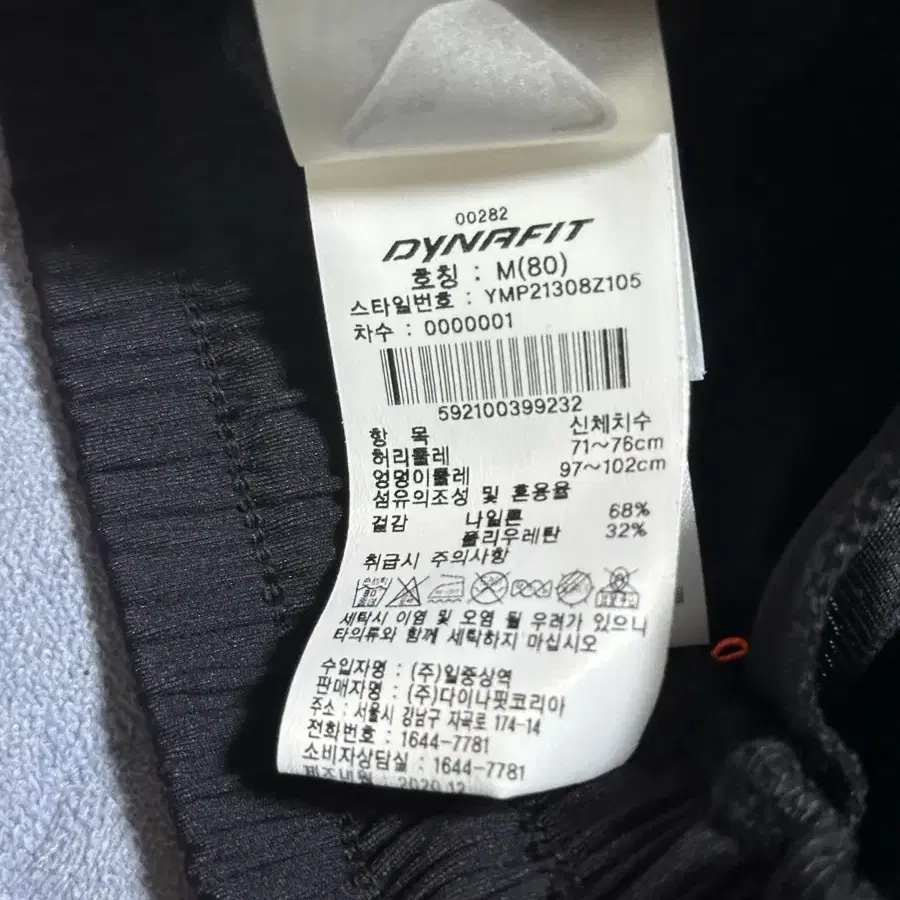 00282
DYNAFIT
호칭 : M(80)
스타일번호 : YMP21308Z105
차수 : 0000001
592100399232
항 목 신체치수
허리둘레 71~76cm
엉덩이둘레 97~102cm
섬유의조성 및 혼용율
겉감 나일론 68%
폴리우레탄 32%
취급시 주의사항
세탁시 이염 및 오염 될 우려가 있으니
타의류와 함께 세탁하지 마십시오
수입자명 : (주)일중상역
판매자명 : (주)다이나핏코리아
주소 : 서울시 강남구 자곡로 174-14
전화번호 : 1644-7781
소비자상담실 : 1644-7781
제조년월 : 2020.12